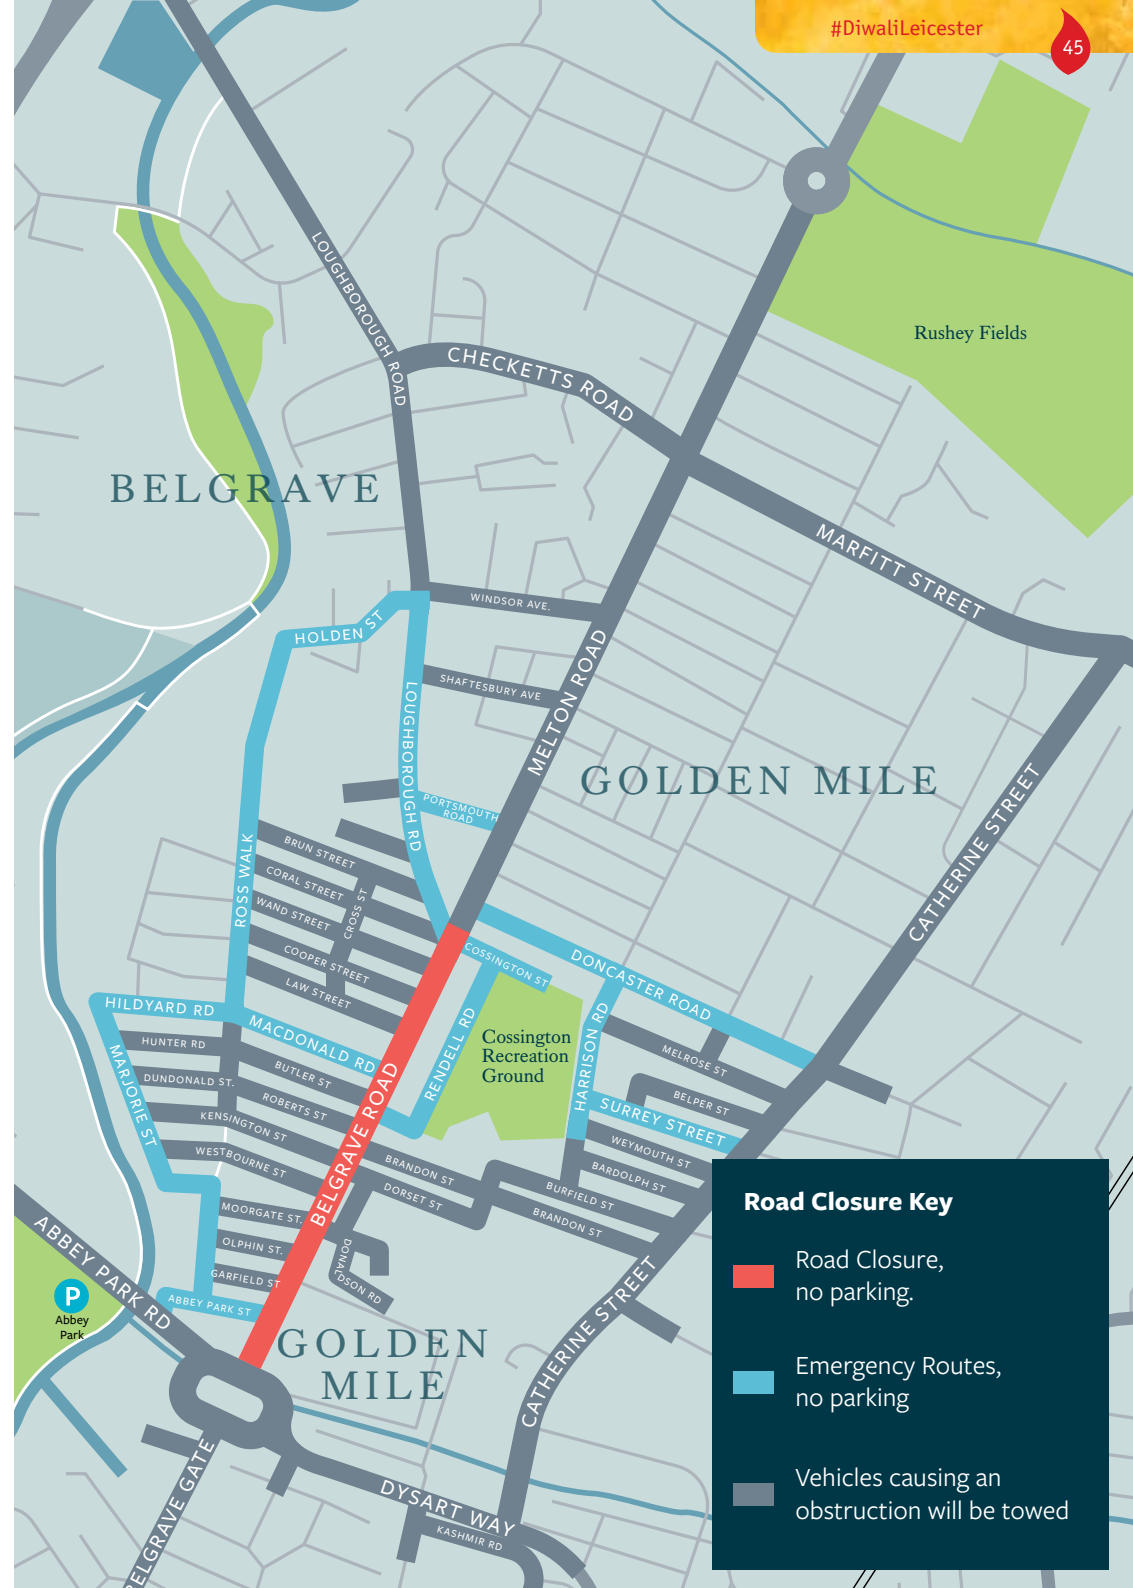 #DiwaliLeicester
45
LOUGHBOROUGH ROAD
CHECKETTS ROAD
Rushey Fields
BELGRAVE
MARFITT STREET
WINDSOR AVE.
HOLDEN ST
SHAFTESBURY AVE
MELTON ROAD
LOUGHBOROUGH RD
GOLDEN MILE
PORTSMOUTH
ROAD
CATHERINE STREET
ROSS WALK
BRUN STREET
CORAL STREET
WAND STREET
CROSS ST
COOPER STREET
LAW STREET
COSSINGTON ST
DONCASTER ROAD
HILDYARD RD
MACDONALD RD
RENDELL RD
Cossington
Recreation
Ground
HARRISON RD
MELROSE ST
HUNTER RD
BUTLER ST
MARJORIE ST
DUNDONALD ST.
ROBERTS ST
BELPER ST
SURREY STREET
KENSINGTON ST
WEYMOUTH ST
WESTBOURNE ST
BELGRAVE ROAD
BRANDON ST
BARDOLPH ST
DORSET ST
BURFIELD ST
BRANDON ST
MOORGATE ST.
OLPHIN ST.
GARFIELD ST
DONALDSON RD
ABBEY PARK ST
ABBEY PARK RD
P
Abbey
Park
GOLDEN
MILE
CATHERINE STREET
BELGRAVE GATE
DYSART WAY
KASHMIR RD
Road Closure Key
Road Closure,
no parking.
Emergency Routes,
no parking
Vehicles causing an
obstruction will be towed